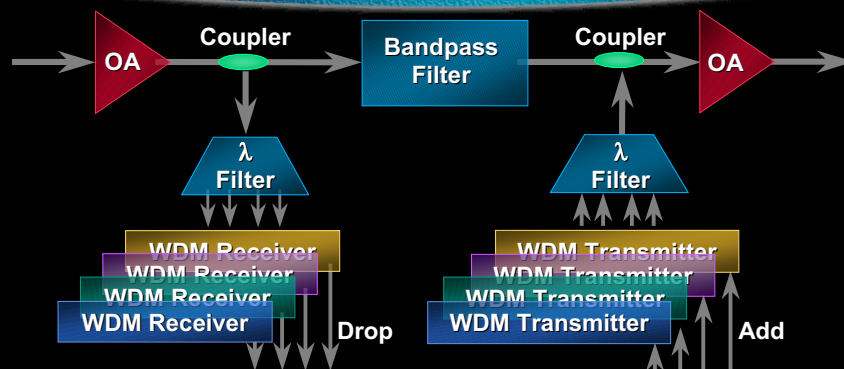 Coupler
OA
Bandpass
Filter
Coupler
OA
λ
Filter
λ
Filter
WDM Receiver
WDM Receiver
WDM Receiver
WDM Receiver
Drop
WDM Transmitter
WDM Transmitter
WDM Transmitter
WDM Transmitter
Add